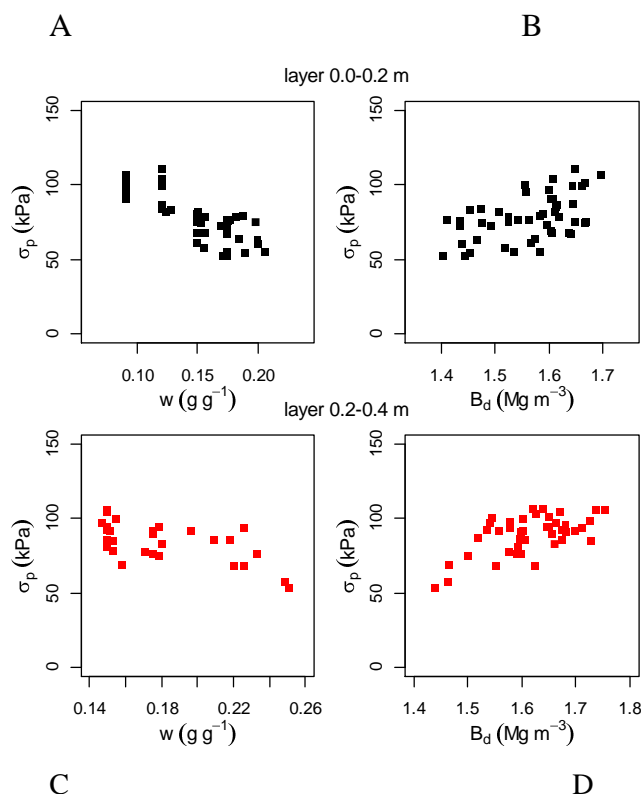 A B
layer 0.0-0.2 m
150
100
50
0
σp (kPa)
0.10 0.15 0.20
w (g g−1)
150
100
50
0
σp (kPa)
1.4 1.5 1.6 1.7
Bd (Mg m−3)
layer 0.2-0.4 m
150
100
50
0
σp (kPa)
0.14 0.18 0.22 0.26
w (g g−1)
150
100
50
0
σp (kPa)
1.4 1.5 1.6 1.7 1.8
Bd (Mg m−3)
C D